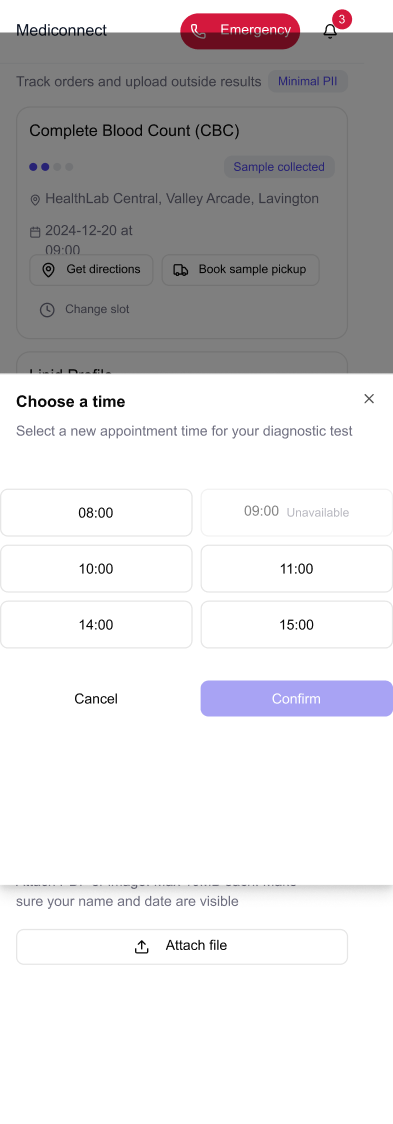 Mediconnect
Emergency
3
Track orders and upload outside results
Minimal PII
Complete Blood Count (CBC)
Sample collected
HealthLab Central, Valley Arcade, Lavington
2024-12-20 at
09:00
Get directions
Book sample pickup
Change slot
Lipid Profile
Choose a time
Select a new appointment time for your diagnostic test
08:00
09:00 Unavailable
10:00
11:00
14:00
15:00
Cancel
Confirm
sure your name and date are visible
Attach file